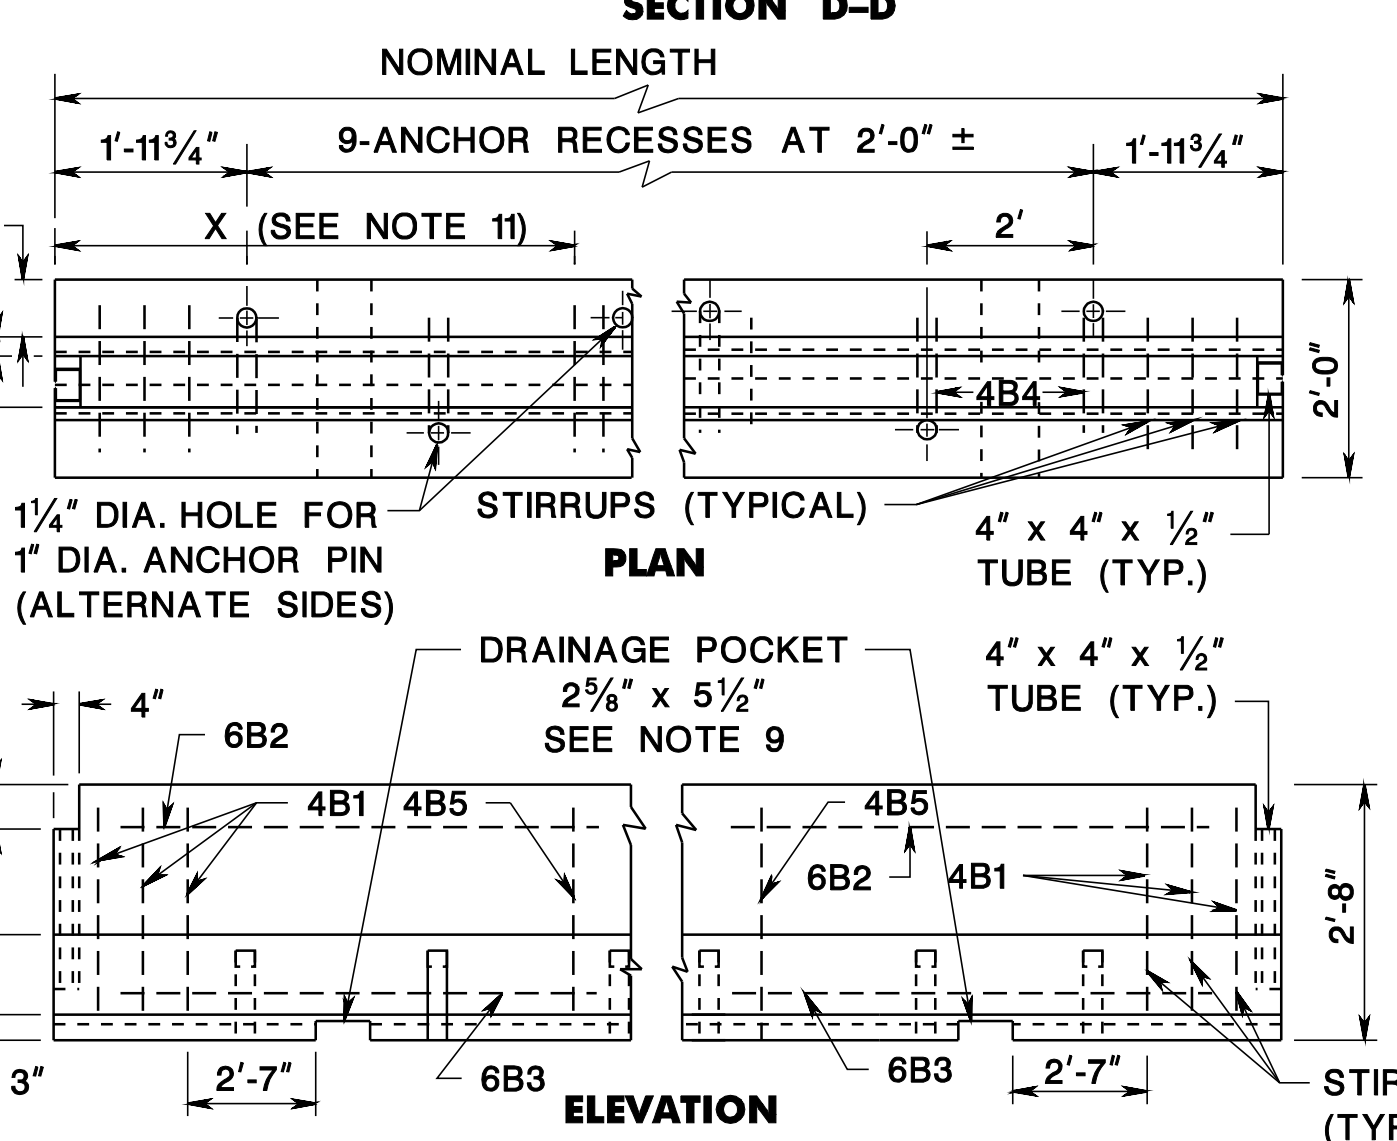 SECTION D–D
NOMINAL LENGTH
1'-11¾"
9-ANCHOR RECESSES AT 2'-0" ±
1'-11¾"
X (SEE NOTE 11)
2'
4B4
2'-0"
1¼" DIA. HOLE FOR
1" DIA. ANCHOR PIN
(ALTERNATE SIDES)
STIRRUPS (TYPICAL)
4" x 4" x ½"
TUBE (TYP.)
PLAN
DRAINAGE POCKET
2⅝" x 5½"
SEE NOTE 9
4" x 4" x ½"
TUBE (TYP.)
4"
6B2
4B1
4B5
4B5
6B2
4B1
2'-8"
3"
2'-7"
6B3
6B3
2'-7"
STIR
(TYP
ELEVATION